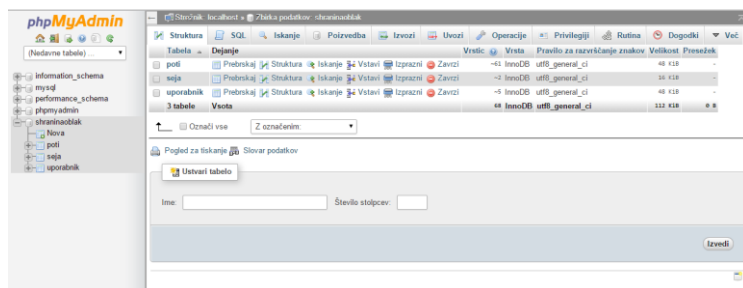 phpMyAdmin
(Nedavne tabele) ...
information_schema
mysql
performance_schema
phpmyadmin
shraninaoblak
Nova
poti
seja
uporabnik
Strežnik: localhost » Zbirka podatkov: shraninaoblak
Struktura SQL Iskanje Poizvedba Izvozi Uvozi Operacije Privilegiji Rutina Dogodki Več
Tabela Dejanje Vrstic Vrsta Pravilo za razvrščanje znakov Velikost Presežek
poti Prebrskaj Struktura Iskanje Vstavi Izprazni Zavrzi ~61 InnoDB utf8_general_ci 48 KiB -
seja Prebrskaj Struktura Iskanje Vstavi Izprazni Zavrzi ~2 InnoDB utf8_general_ci 16 KiB -
uporabnik Prebrskaj Struktura Iskanje Vstavi Izprazni Zavrzi ~5 InnoDB utf8_general_ci 48 KiB -
3 tabele Vsota 68 InnoDB utf8_general_ci 112 KiB 0 B
Označi vse Z označenim:
Pogled za tiskanje Slovar podatkov
Ustvari tabelo
Ime: Število stolpcev:
Izvedi